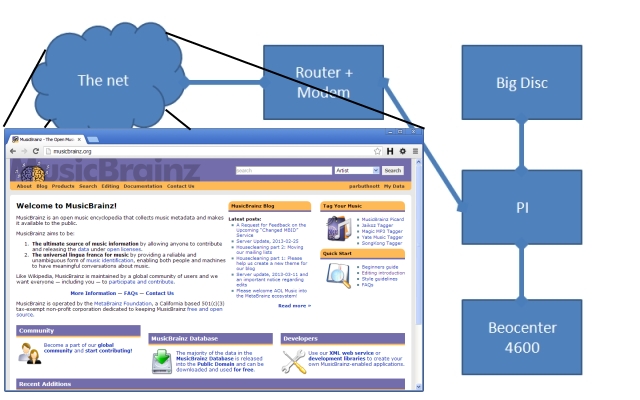 The net
Router +
Modem
Big Disc
PI
Beocenter
4600
MusicBrainz - The Open Mus
musicbrainz.org
MusicBrainz
search
Artist
Search
About Blog Products Search Editing Documentation Contact Us
parbuthnott My Data
Welcome to MusicBrainz!
MusicBrainz is an open music encyclopedia that collects music metadata and makes
it available to the public.
MusicBrainz aims to be:
1. The ultimate source of music information by allowing anyone to contribute
and releasing the data under open licenses.
2. The universal lingua franca for music by providing a reliable and
unambiguous form of music identification, enabling both people and machines
to have meaningful conversations about music.
Like Wikipedia, MusicBrainz is maintained by a global community of users and we
want everyone — including you — to participate and contribute.
More Information — FAQs — Contact Us
MusicBrainz is operated by the MetaBrainz Foundation, a California based 501(c)(3)
tax-exempt non-profit corporation dedicated to keeping MusicBrainz free and open
source.
MusicBrainz Blog
Latest posts:
A Request for Feedback on the
Upcoming "Changed MBID"
Service
Server Update, 2013-02-25
Housecleaning part 2: Moving
our mailing lists
Housecleaning part 1: Please
help us create a new theme for
our blog
Server update, 2013-03-11 and
an important notice regarding
edits
Please welcome AOL Music into
the MetaBrainz ecosystem!
Read more »
Tag Your Music
MusicBrainz Picard
Jaikoz Tagger
Magic MP3 Tagger
Yate Music Tagger
SongKong Tagger
Quick Start
Beginners guide
Editing introduction
Style guidelines
FAQs
Community
Become a part of our global
community and start contributing!
MusicBrainz Database
The majority of the data in the
MusicBrainz Database is released
into the Public Domain and can be
downloaded and used for free.
Developers
Use our XML web service or
development libraries to create your
own MusicBrainz-enabled applications.
Recent Additions